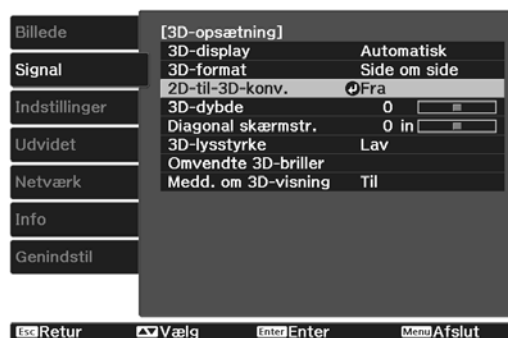 Billede
Signal
Indstillinger
Udvidet
Netværk
Info
Genindstil
[3D-opsætning]
3D-display Automatisk
3D-format Side om side
2D-til-3D-konv. Fra
3D-dybde 0
Diagonal skærmstr. 0 in
3D-lysstyrke Lav
Omvendte 3D-briller
Medd. om 3D-visning Til
Esc Retur Vælg Enter Enter Menu Afslut